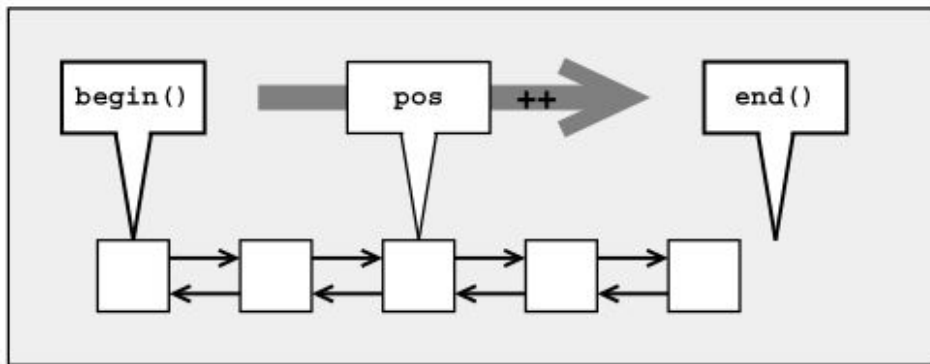 begin()
pos
++
end()